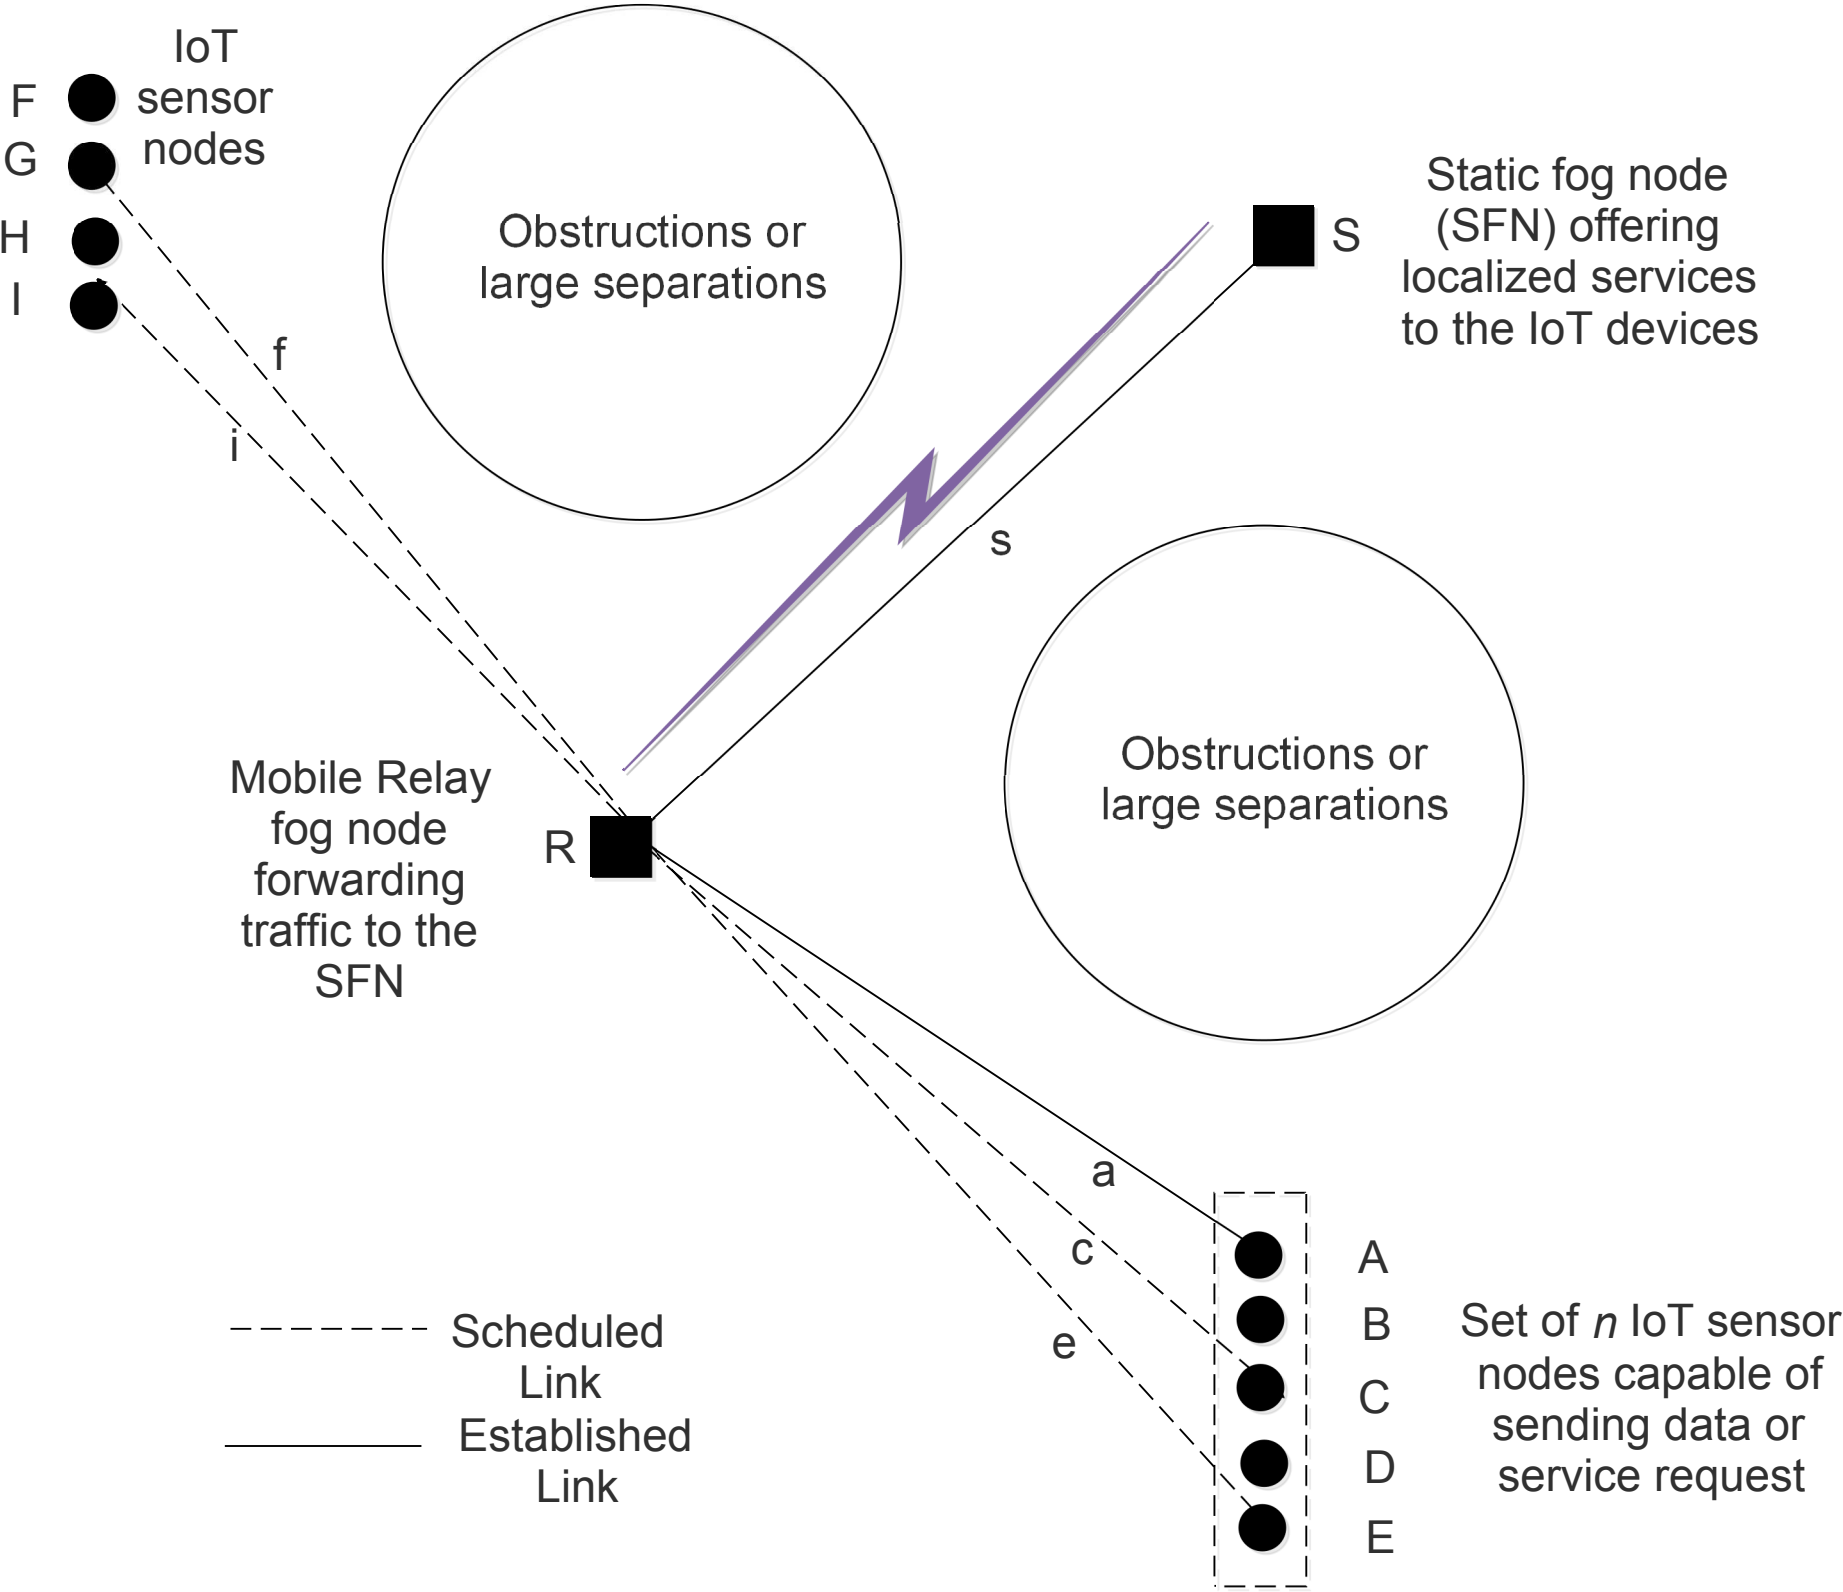 IoT
sensor
nodes
F
G
H
I
Obstructions or
large separations
S
Static fog node
(SFN) offering
localized services
to the IoT devices
f
i
s
Obstructions or
large separations
Mobile Relay
fog node
forwarding
traffic to the
SFN
R
a
c
e
A
B
C
D
E
Set of n IoT sensor
nodes capable of
sending data or
service request
Scheduled
Link
Established
Link